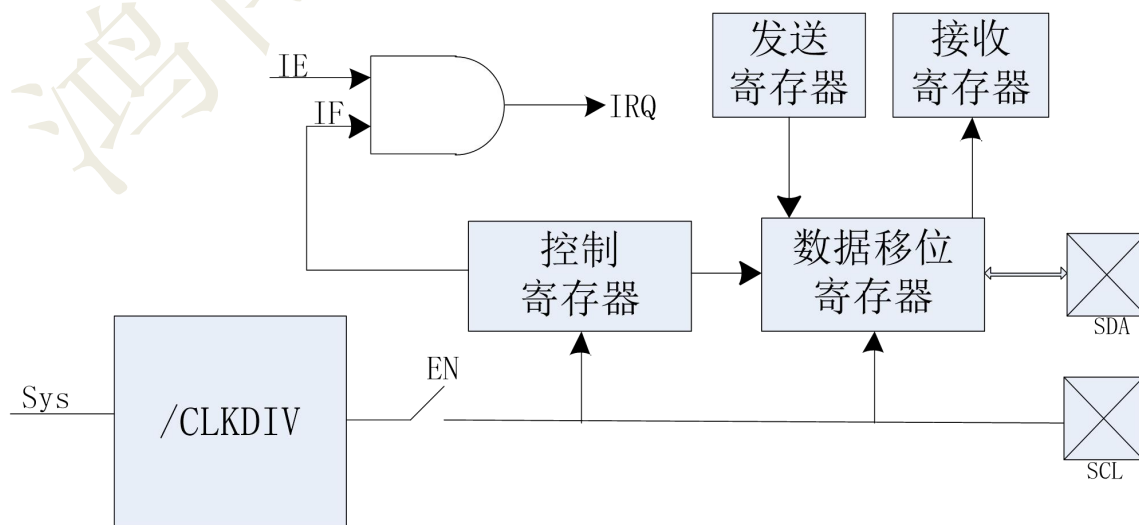 发送
寄存器
接收
寄存器
IE
IF
IRQ
控制
寄存器
数据移位
寄存器
SDA
EN
Sys
/CLKDIV
SCL
鸿